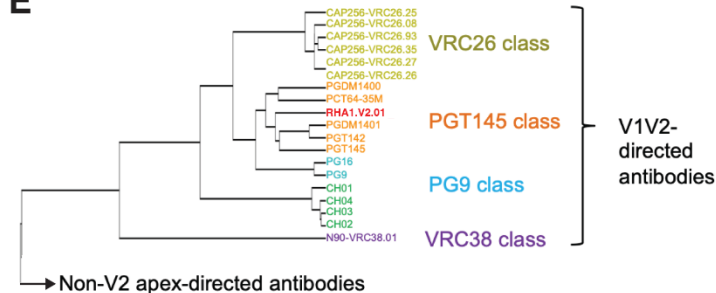 E
CAP256-VRC26.25
CAP256-VRC26.08
CAP256-VRC26.93
CAP256-VRC26.35
CAP256-VRC26.27
CAP256-VRC26.26
VRC26 class
PGDM1400
PCT64-35M
RHA1.V2.01
PGDM1401
PGT142
PGT145
PGT145 class
PG16
PG9
PG9 class
CH01
CH04
CH03
CH02
N90-VRC38.01
VRC38 class
V1V2-
directed
antibodies
Non-V2 apex-directed antibodies